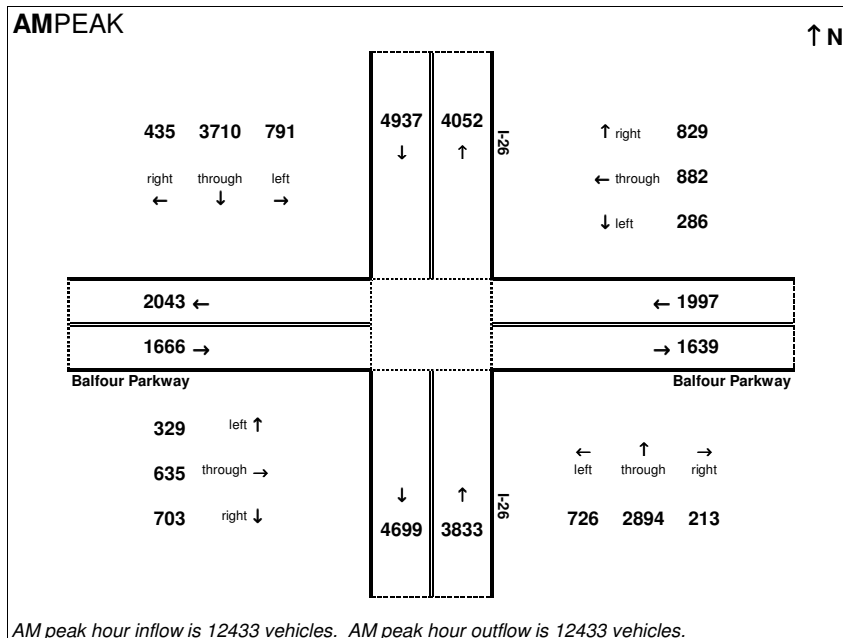 AMPEAK
↑ N
435 3710 791
right through left
← ↓ →
4937 4052
↓ ↑
I-26
↑ right 829
← through 882
↓ left 286
2043 ←
1666 →
← 1997
→ 1639
Balfour Parkway
Balfour Parkway
329 left ↑
635 through →
703 right ↓
↓ ↑
4699 3833
I-26
← ↑ →
left through right
726 2894 213
AM peak hour inflow is 12433 vehicles. AM peak hour outflow is 12433 vehicles.